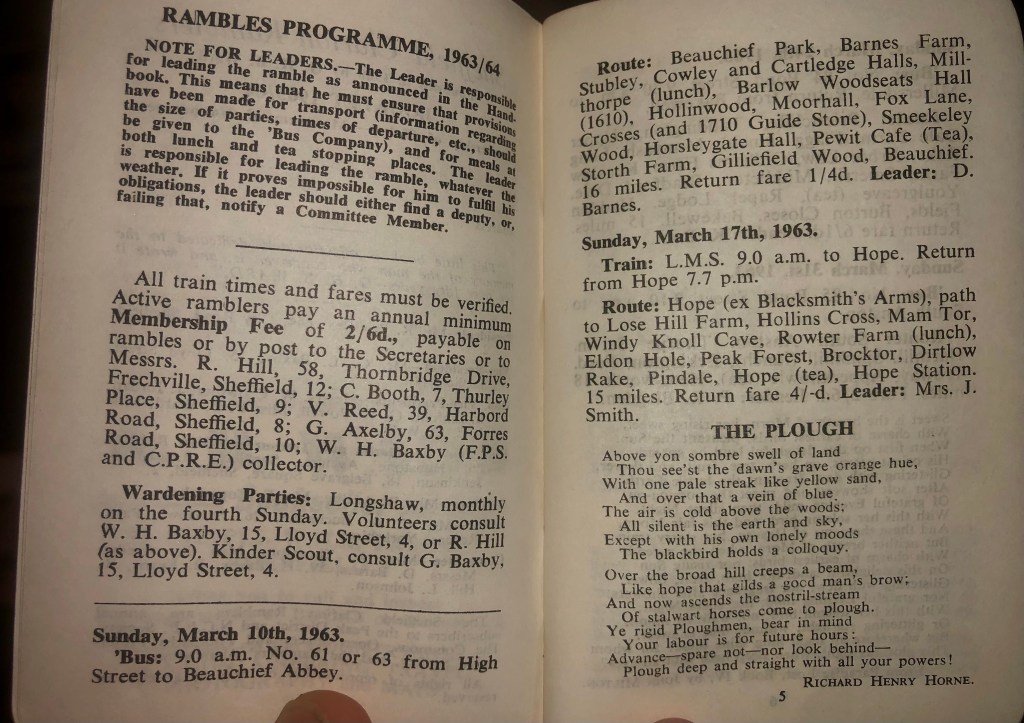 RAMBLES PROGRAMME, 1963/64
NOTE FOR LEADERS.—The Leader is responsible
for leading the ramble as announced in the Hand-
book. This means that he must ensure that provisions
have been made for transport (information regarding
the size of parties, times of departure, etc., should
be given to the 'Bus Company), and for meals at
both lunch and tea stopping places. The leader
is responsible for leading the ramble, whatever the
weather. If it proves impossible for him to fulfil his
obligations, the leader should either find a deputy, or,
failing that, notify a Committee Member.
All train times and fares must be verified.
Active ramblers pay an annual minimum
Membership Fee of 2/6d., payable on
rambles or by post to the Secretaries or to
Messrs. R. Hill, 58, Thornbridge Drive,
Frechville, Sheffield, 12; C. Booth, 7, Thurley
Place, Sheffield, 9; V. Reed, 39, Harbord
Road, Sheffield, 8; G. Axelby, 63, Forres
Road, Sheffield, 10; W. H. Baxby (F.P.S.
and C.P.R.E.) collector.
Wardening Parties: Longshaw, monthly
on the fourth Sunday. Volunteers consult
W. H. Baxby, 15, Lloyd Street, 4, or R. Hill
(as above). Kinder Scout, consult G. Baxby,
15, Lloyd Street, 4.
Sunday, March 10th, 1963.
'Bus: 9.0 a.m. No. 61 or 63 from High
Street to Beauchief Abbey.
Route: Beauchief Park, Barnes Farm,
Stubley, Cowley and Cartledge Halls, Mill-
thorpe (lunch), Barlow Woodseats Hall
(1610), Hollinwood, Moorhall, Fox Lane,
Crosses (and 1710 Guide Stone), Smeekeley
Wood, Horsleygate Hall, Pewit Cafe (Tea),
Storth Farm, Gilliefield Wood, Beauchief.
16 miles. Return fare 1/4d. Leader: D.
Barnes.
Sunday, March 17th, 1963.
Train: L.M.S. 9.0 a.m. to Hope. Return
from Hope 7.7 p.m.
Route: Hope (ex Blacksmith's Arms), path
to Lose Hill Farm, Hollins Cross, Mam Tor,
Windy Knoll Cave, Rowter Farm (lunch),
Eldon Hole, Peak Forest, Brocktor, Dirtlow
Rake, Pindale, Hope (tea), Hope Station.
15 miles. Return fare 4/-d. Leader: Mrs. J.
Smith.
THE PLOUGH
Above yon sombre swell of land
Thou see'st the dawn's grave orange hue,
With one pale streak like yellow sand,
And over that a vein of blue.
The air is cold above the woods;
All silent is the earth and sky,
Except with his own lonely moods
The blackbird holds a colloquy.
Over the broad hill creeps a beam,
Like hope that gilds a good man's brow;
And now ascends the nostril-stream
Of stalwart horses come to plough.
Ye rigid Ploughmen, bear in mind
Your labour is for future hours:
Advance—spare not—nor look behind—
Plough deep and straight with all your powers!
RICHARD HENRY HORNE.
5